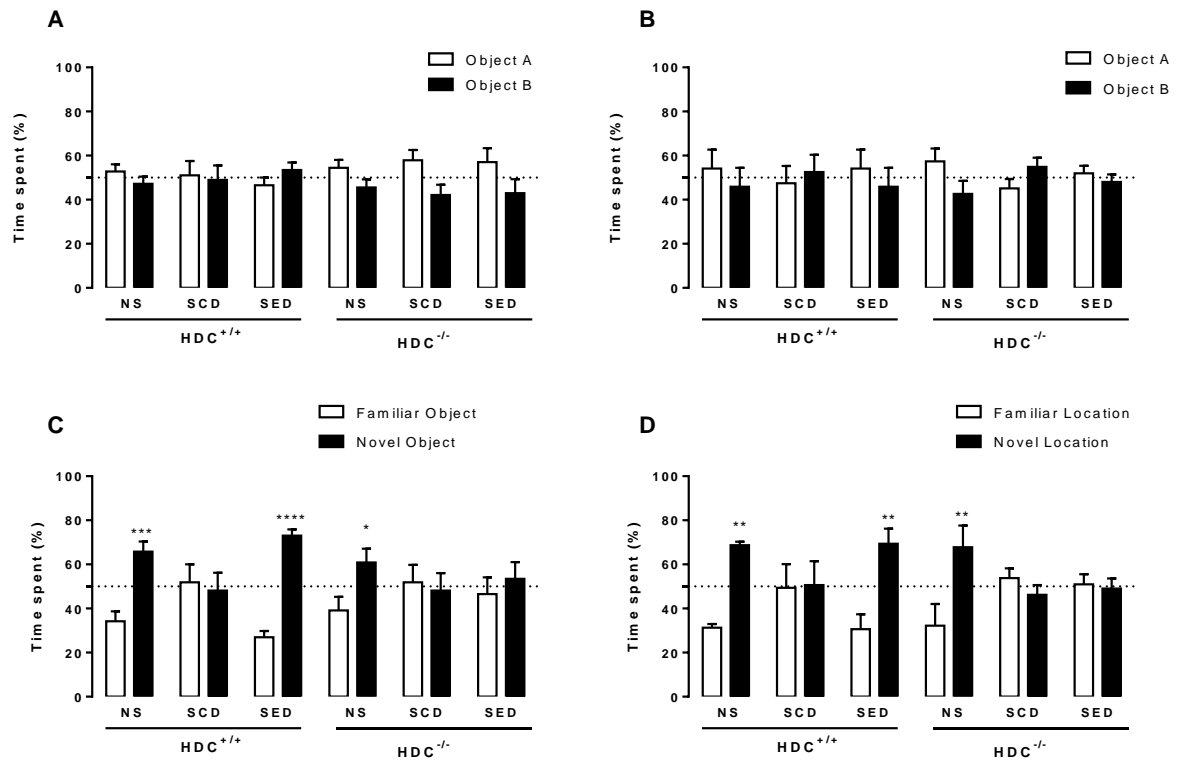 A
Object A
Object B
Time spent (%)
100
80
60
40
20
0
NS SCD SED NS SCD SED
HDC+/+ HDC-/-
B
Object A
Object B
Time spent (%)
100
80
60
40
20
0
NS SCD SED NS SCD SED
HDC+/+ HDC-/-
C
Familiar Object
Novel Object
Time spent (%)
100
80
60
40
20
0
*** **** *
NS SCD SED NS SCD SED
HDC+/+ HDC-/-
D
Familiar Location
Novel Location
Time spent (%)
100
80
60
40
20
0
** ** **
NS SCD SED NS SCD SED
HDC+/+ HDC-/-